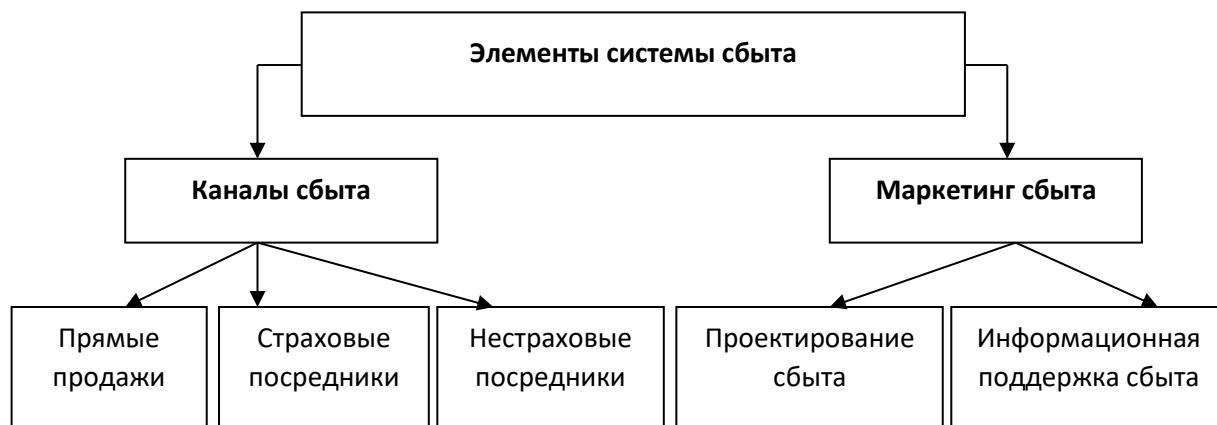 Элементы системы сбыта
Каналы сбыта
Маркетинг сбыта
Прямые
продажи
Страховые
посредники
Нестраховые
посредники
Проектирование
сбыта
Информационная
поддержка сбыта